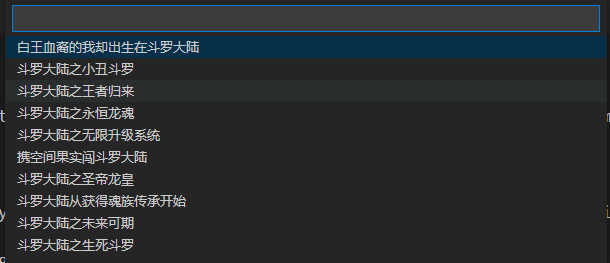 白王血裔的我却出生在斗罗大陆
斗罗大陆之小丑斗罗
斗罗大陆之王者归来
斗罗大陆之永恒龙魂
斗罗大陆之无限升级系统
携空间果实闯斗罗大陆
斗罗大陆之圣帝龙皇
斗罗大陆从获得魂族传承开始
斗罗大陆之未来可期
斗罗大陆之生死斗罗